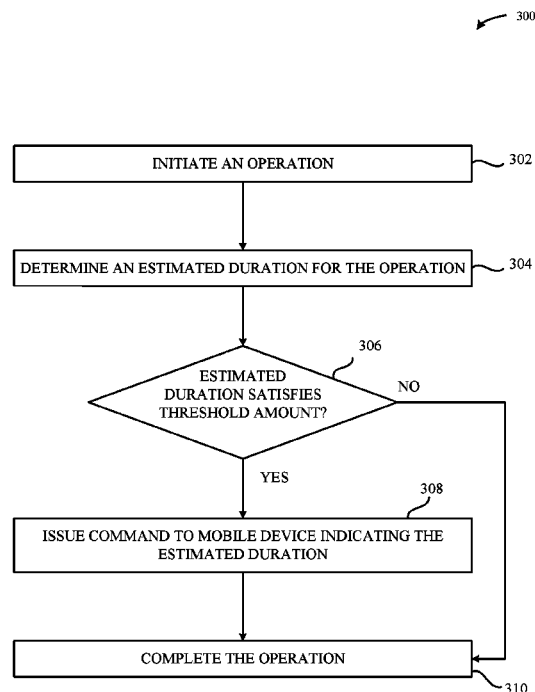 300
INITIATE AN OPERATION
302
DETERMINE AN ESTIMATED DURATION FOR THE OPERATION
304
306
ESTIMATED
DURATION SATISFIES
THRESHOLD AMOUNT?
NO
YES
308
ISSUE COMMAND TO MOBILE DEVICE INDICATING THE
ESTIMATED DURATION
COMPLETE THE OPERATION
310